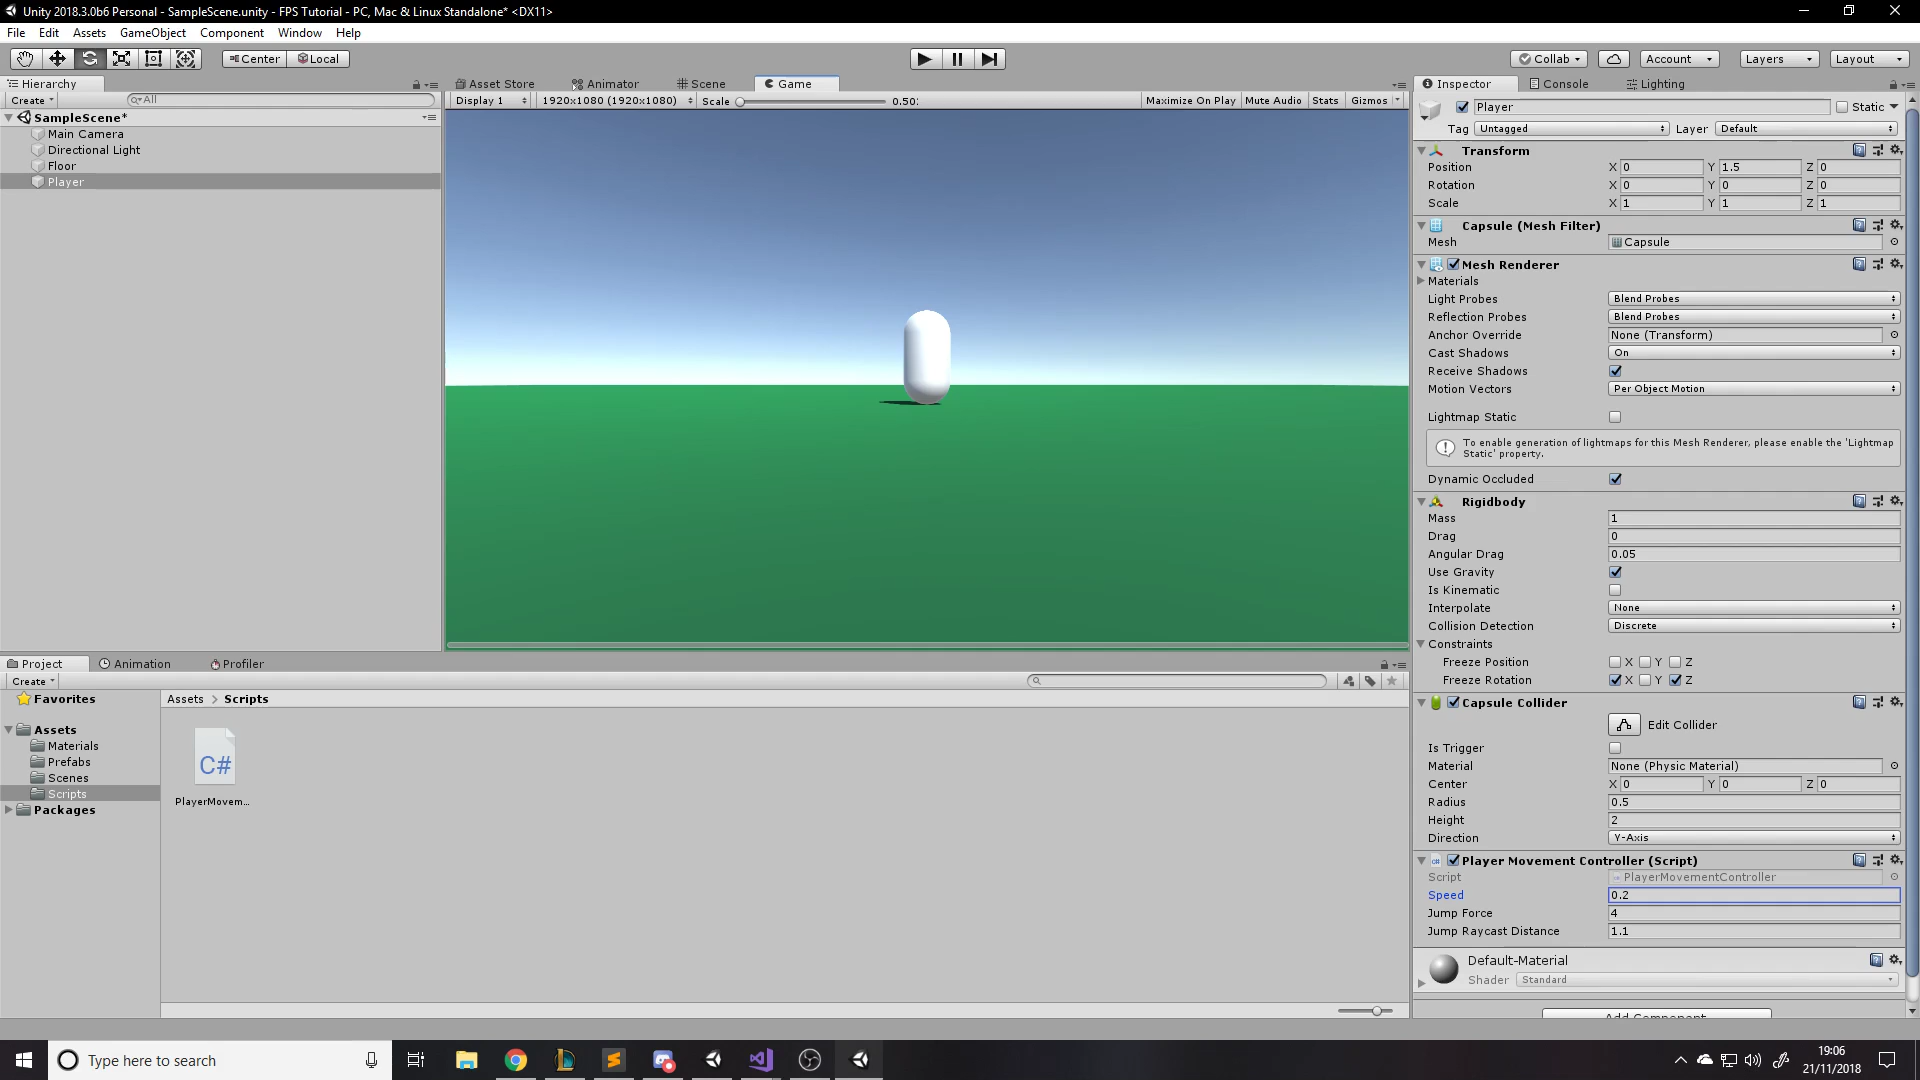 Unity 2018.3.0b6 Personal - SampleScene.unity - FPS Tutorial - PC, Mac & Linux Standalone* <DX11>
File Edit Assets GameObject Component Window Help
Center Local Collab Account Layers Layout
Hierarchy
Create All
SampleScene*
Main Camera
Directional Light
Floor
Player
Asset Store Animator Scene Game
Display 1 1920x1080 (1920x1080) Scale 0.50: Maximize On Play Mute Audio Stats Gizmos
Project Animation Profiler
Create
Favorites
Assets
Materials
Prefabs
Scenes
Scripts
Packages
Assets > Scripts
C#
PlayerMovem...
Inspector Console Lighting
Player Static
Tag Untagged Layer Default
Transform
Position X 0 Y 1.5 Z 0
Rotation X 0 Y 0 Z 0
Scale X 1 Y 1 Z 1
Capsule (Mesh Filter)
Mesh Capsule
Mesh Renderer
Materials
Light Probes Blend Probes
Reflection Probes Blend Probes
Anchor Override None (Transform)
Cast Shadows On
Receive Shadows
Motion Vectors Per Object Motion
Lightmap Static
To enable generation of lightmaps for this Mesh Renderer, please enable the 'Lightmap
Static' property.
Dynamic Occluded
Rigidbody
Mass 1
Drag 0
Angular Drag 0.05
Use Gravity
Is Kinematic
Interpolate None
Collision Detection Discrete
Constraints
Freeze Position X Y Z
Freeze Rotation X Y Z
Capsule Collider
Edit Collider
Is Trigger
Material None (Physic Material)
Center X 0 Y 0 Z 0
Radius 0.5
Height 2
Direction Y-Axis
Player Movement Controller (Script)
Script PlayerMovementController
Speed 0.2
Jump Force 4
Jump Raycast Distance 1.1
Default-Material
Shader Standard
Add Component
Type here to search
19:06
21/11/2018